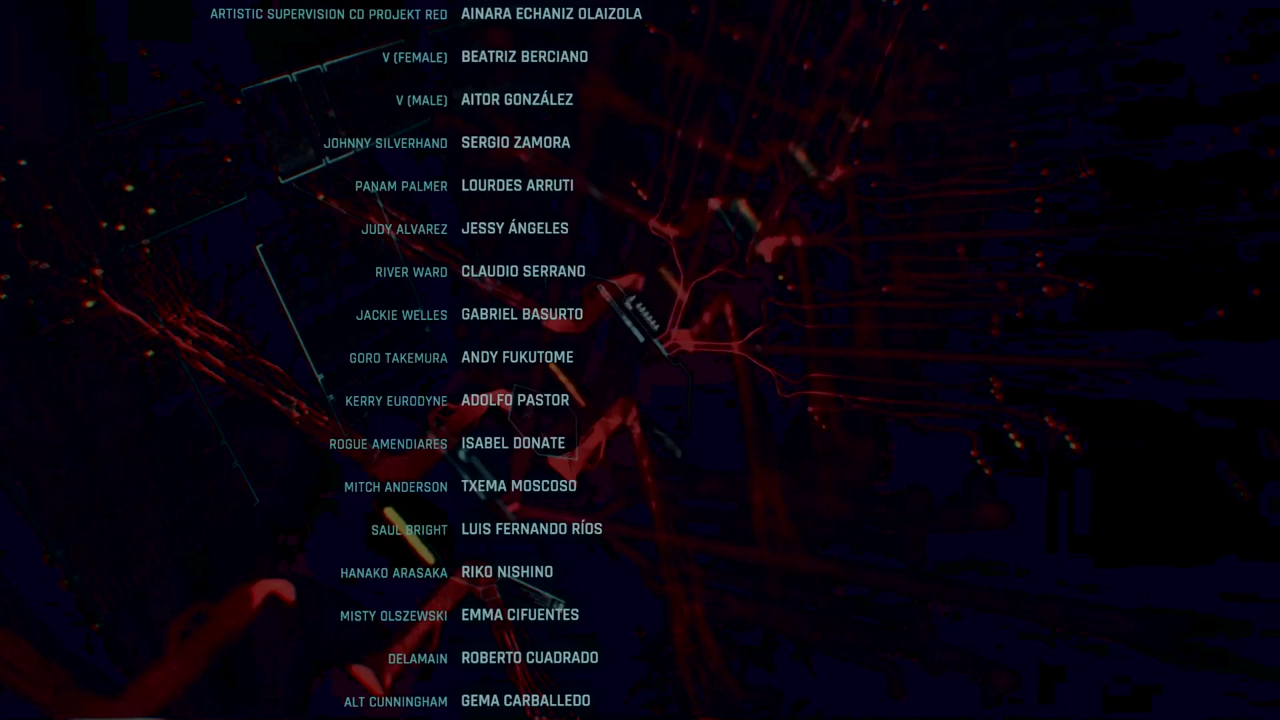 ARTISTIC SUPERVISION CD PROJEKT RED AINARA ECHANIZ OLAIZOLA
V (FEMALE) BEATRIZ BERCIANO
V (MALE) AITOR GONZÁLEZ
JOHNNY SILVERHAND SERGIO ZAMORA
PANAM PALMER LOURDES ARRUTI
JUDY ALVAREZ JESSY ÁNGELES
RIVER WARD CLAUDIO SERRANO
JACKIE WELLES GABRIEL BASURTO
GORO TAKEMURA ANDY FUKUTOME
KERRY EURODYNE ADOLFO PASTOR
ROGUE AMENDIARES ISABEL DONATE
MITCH ANDERSON TXEMA MOSCOSO
SAUL BRIGHT LUIS FERNANDO RÍOS
HANAKO ARASAKA RIKO NISHINO
MISTY OLSZEWSKI EMMA CIFUENTES
DELAMAIN ROBERTO CUADRADO
ALT CUNNINGHAM GEMA CARBALLEDO